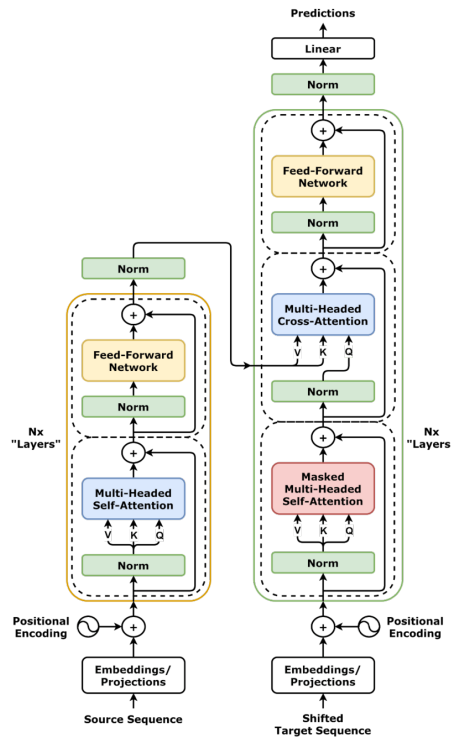 Predictions
Linear
Norm
+
Feed-Forward
Network
Norm
+
Multi-Headed
Cross-Attention
V K Q
Norm
+
Masked
Multi-Headed
Self-Attention
V K Q
Norm
Nx
"Layers
+
Positional
Encoding
Embeddings/
Projections
Shifted
Target Sequence
Norm
+
Feed-Forward
Network
Norm
+
Multi-Headed
Self-Attention
V K Q
Norm
Nx
"Layers"
Positional
Encoding
+
Embeddings/
Projections
Source Sequence